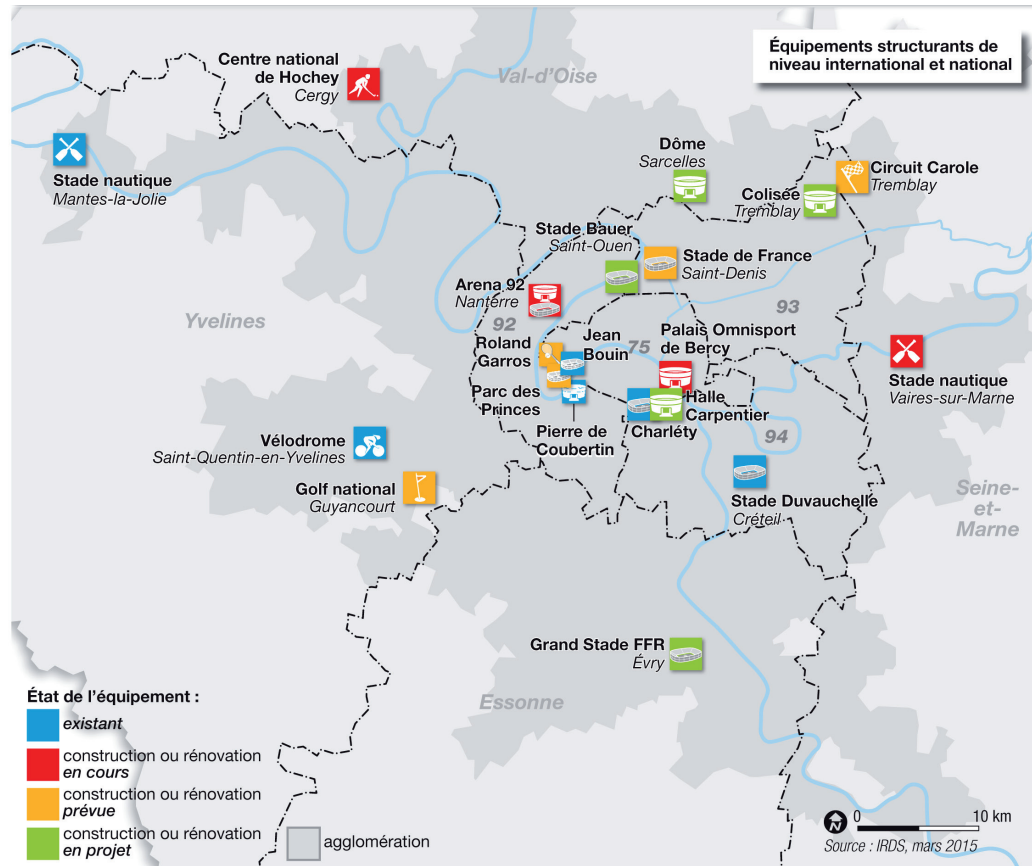 Équipements structurants de
niveau international et national
Centre national
de Hochey
Cergy
Val-d'Oise
Stade nautique
Mantes-la-Jolie
Dôme
Sarcelles
Circuit Carole
Tremblay
Colisée
Tremblay
Stade Bauer
Saint-Ouen
Stade de France
Saint-Denis
Arena 92
Nanterre
Yvelines
92
93
Roland
Garros
Jean
Bouin
75
Palais Omnisport
de Bercy
Stade nautique
Vaires-sur-Marne
Parc des
Princes
Halle
Carpentier
Charléty
Pierre de
Coubertin
94
Vélodrome
Saint-Quentin-en-Yvelines
Golf national
Guyancourt
Stade Duvauchelle
Créteil
Seine-
et-
Marne
Grand Stade FFR
Évry
Essonne
État de l'équipement :
existant
construction ou rénovation
en cours
construction ou rénovation
prévue
construction ou rénovation
en projet
agglomération
N
0 10 km
Source : IRDS, mars 2015